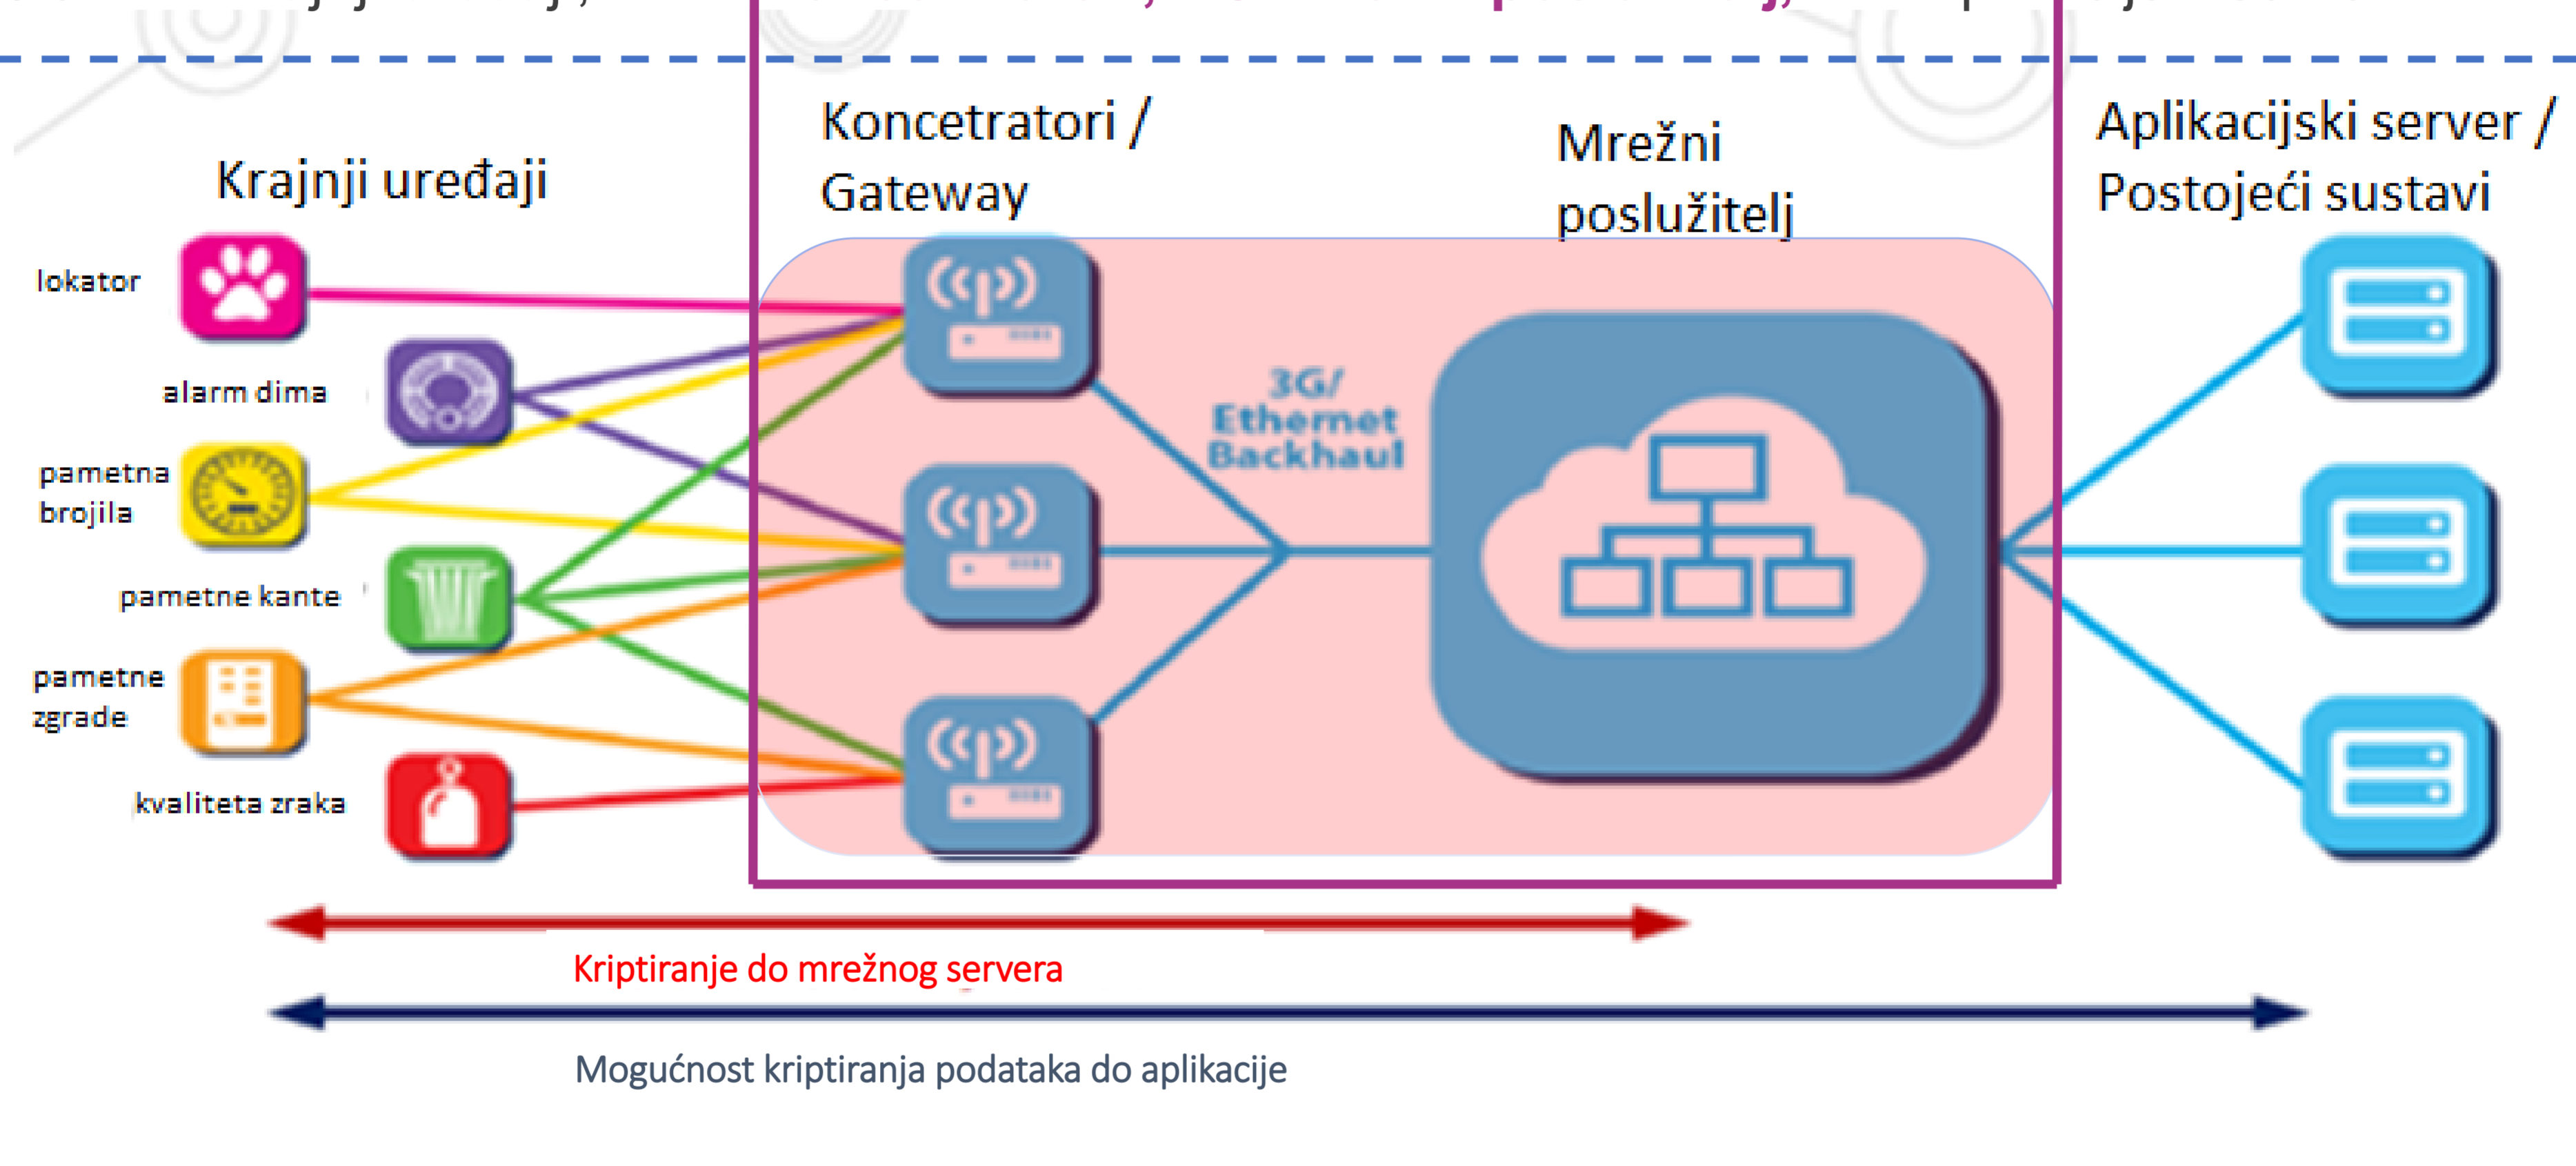 Krajnji uređaji
Koncetratori /
Gateway
Mrežni
poslužitelj
Aplikacijski server /
Postojeći sustavi
lokator
alarm dima
pametna
brojila
pametne kante
pametne
zgrade
kvaliteta zraka
3G/
Ethernet
Backhaul
Kriptiranje do mrežnog servera
Mogućnost kriptiranja podataka do aplikacije